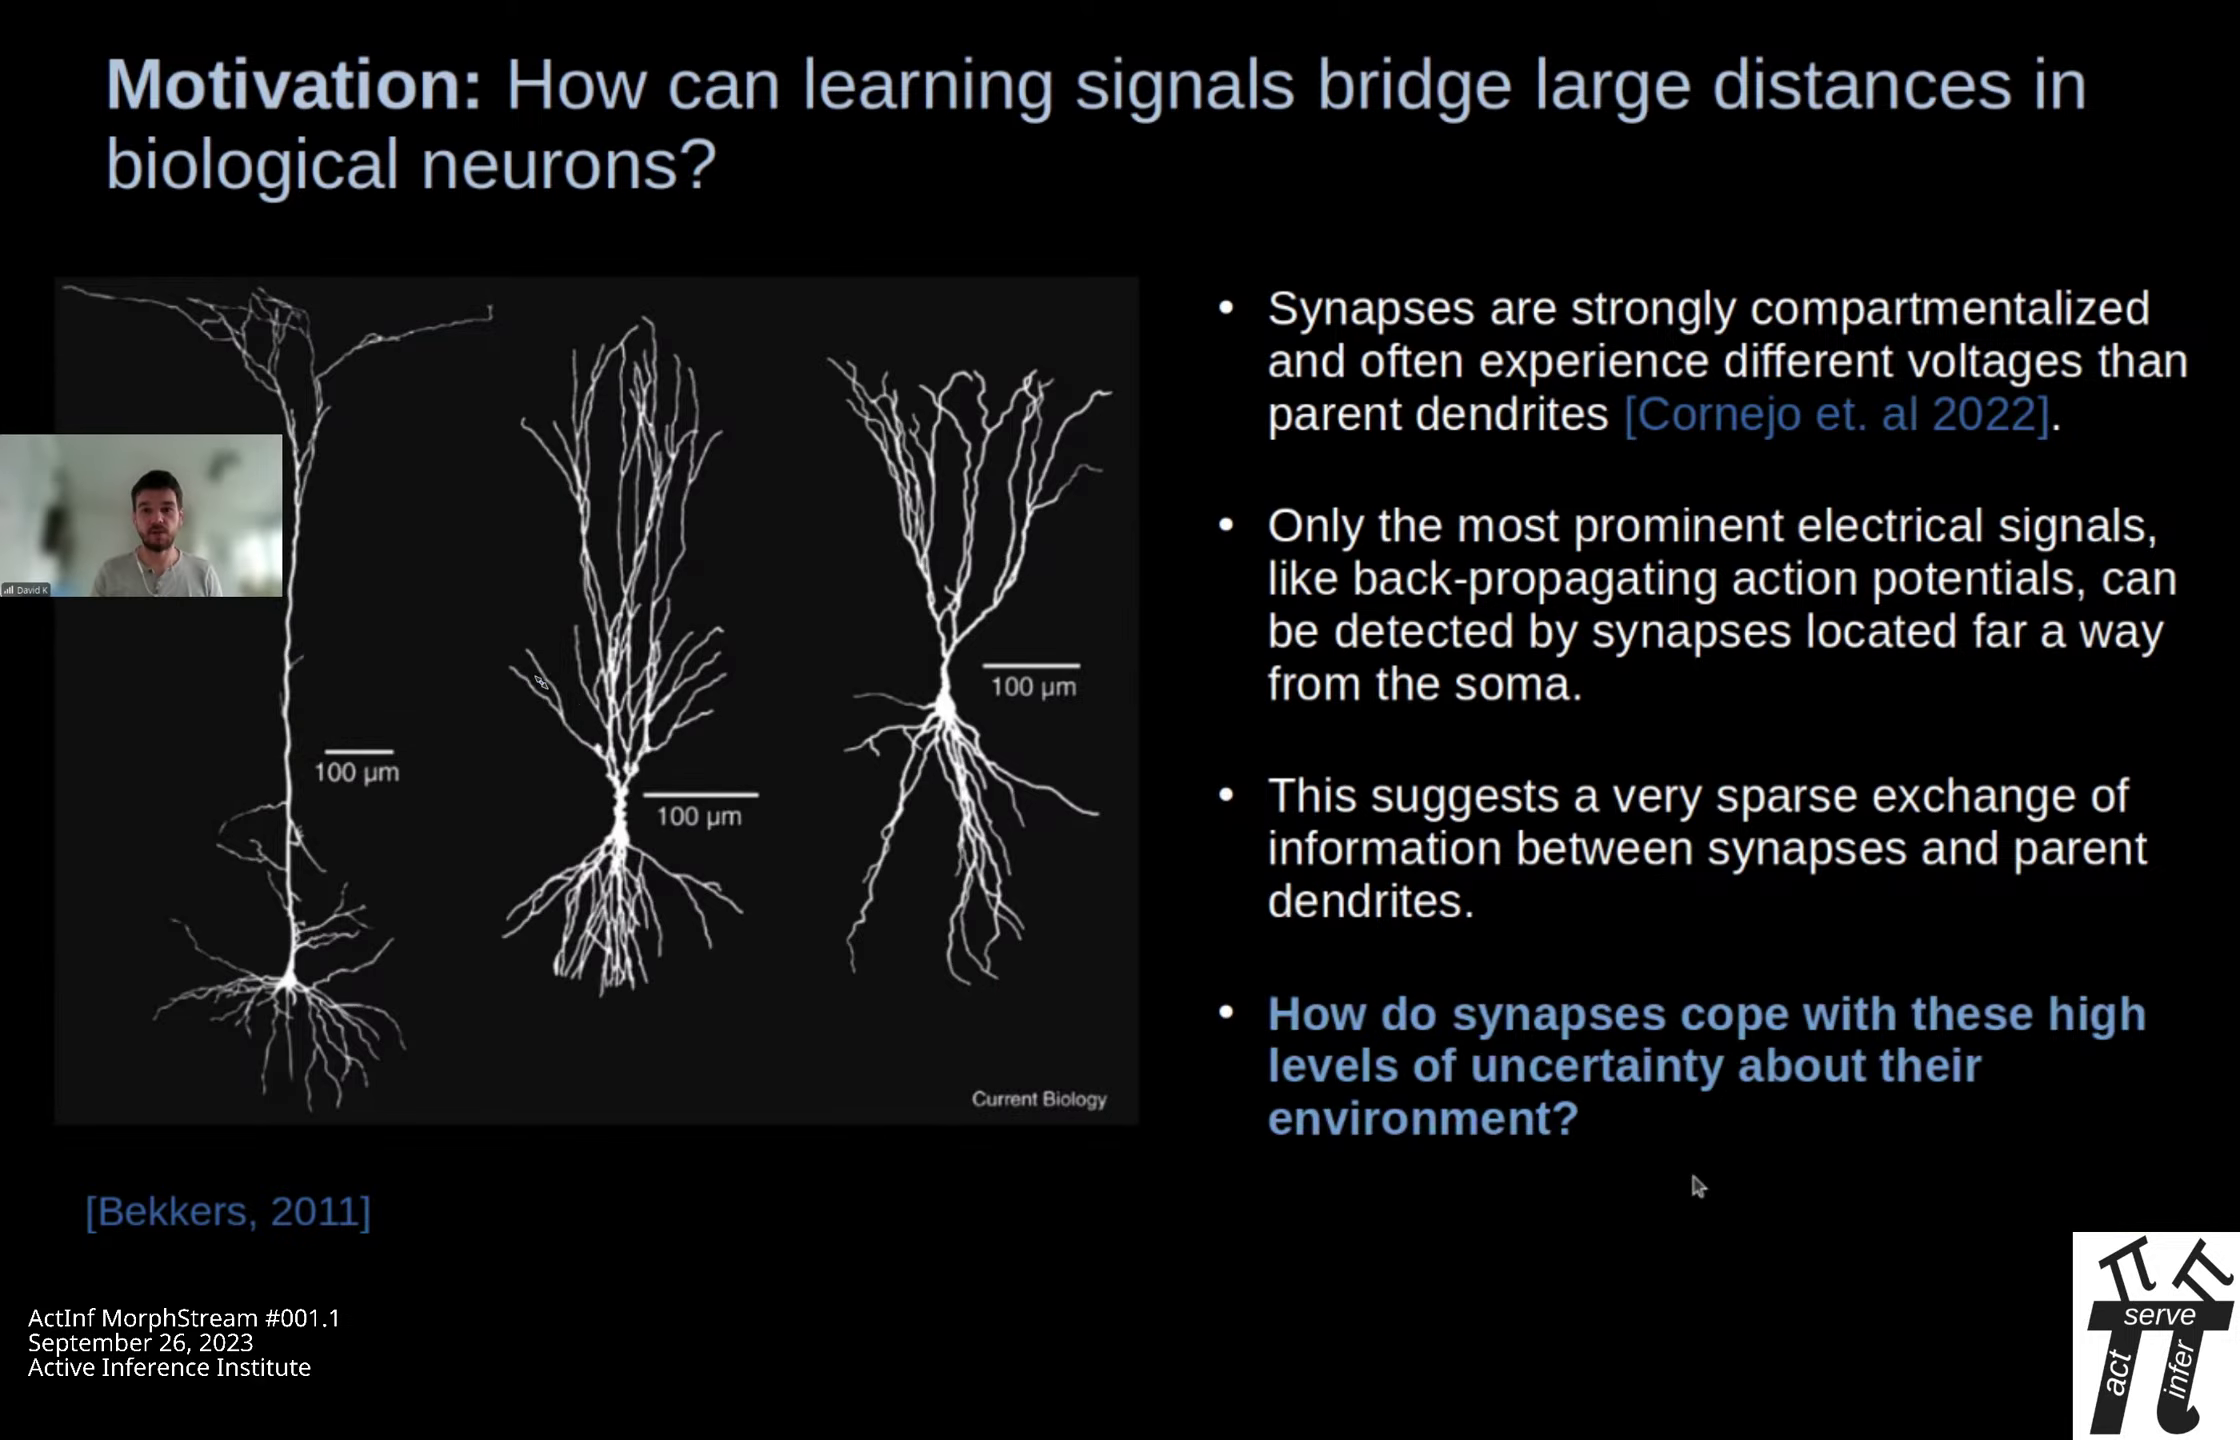 Motivation: How can learning signals bridge large distances in
biological neurons?
100 µm
100 µm
100 µm
Current Biology
[Bekkers, 2011]
• Synapses are strongly compartmentalized
and often experience different voltages than
parent dendrites [Cornejo et. al 2022].
• Only the most prominent electrical signals,
like back-propagating action potentials, can
be detected by synapses located far a way
from the soma.
• This suggests a very sparse exchange of
information between synapses and parent
dendrites.
• How do synapses cope with these high
levels of uncertainty about their
environment?
David K
ActInf MorphStream #001.1
September 26, 2023
Active Inference Institute
serve
act
infer